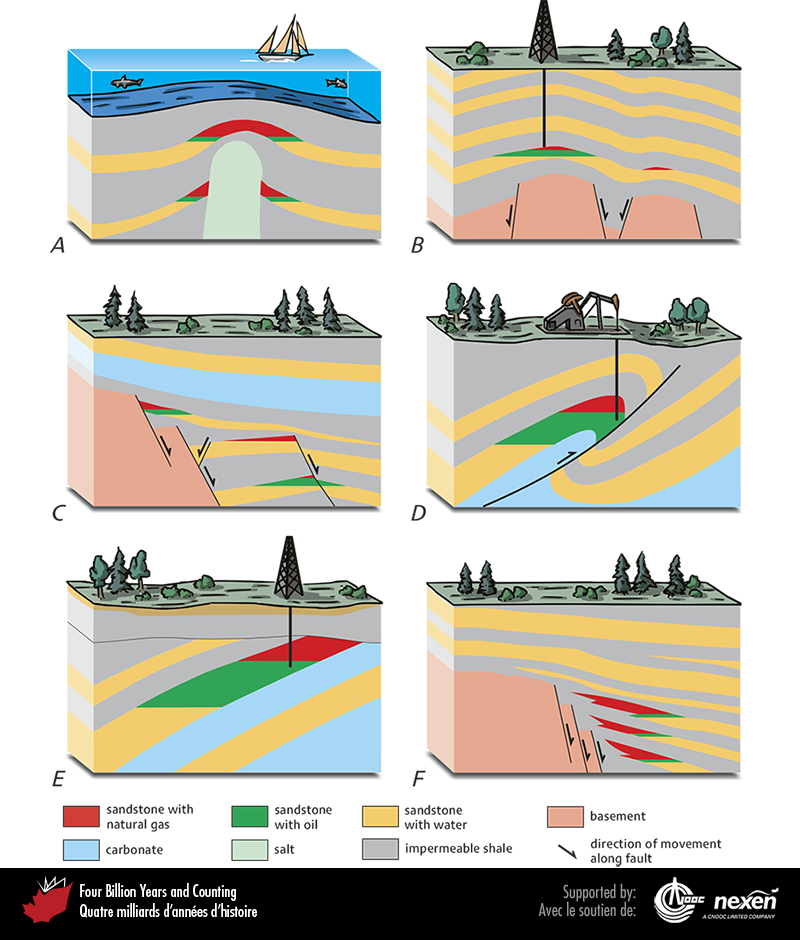 A
B
C
D
E
F
sandstone with
natural gas
sandstone
with oil
sandstone
with water
basement
carbonate
salt
impermeable shale
direction of movement
along fault
Four Billion Years and Counting
Quatre milliards d'années d'histoire
Supported by:
Avec le soutien de:
CNOOC
nexen
A CNOOC LIMITED COMPANY